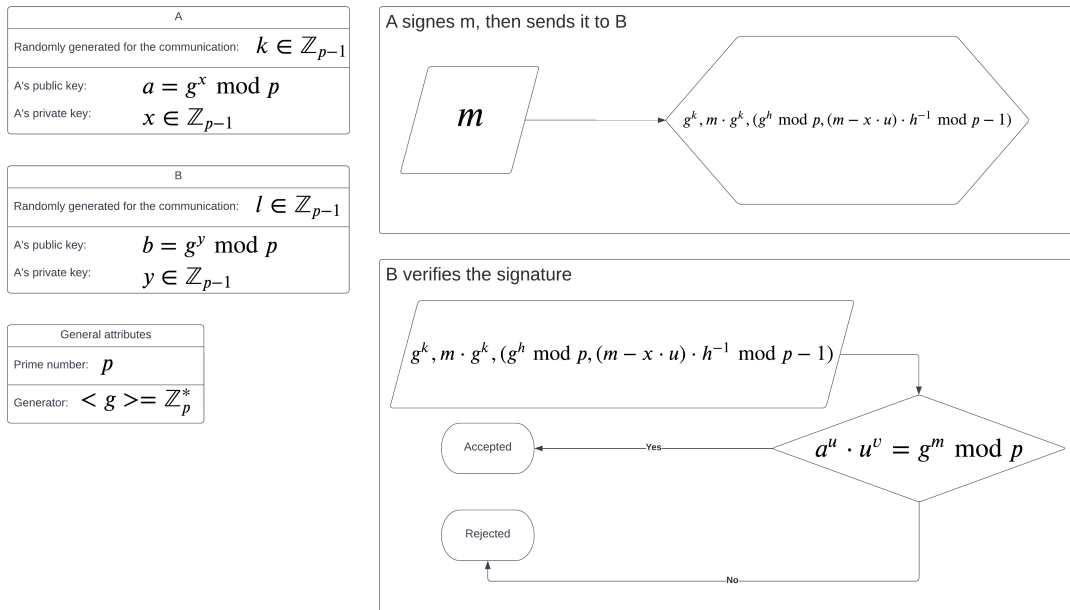 A
Randomly generated for the communication: k ∈ ℤ_{p−1}
A's public key: a = g^x mod p
A's private key: x ∈ ℤ_{p−1}
B
Randomly generated for the communication: l ∈ ℤ_{p−1}
A's public key: b = g^y mod p
A's private key: y ∈ ℤ_{p−1}
General attributes
Prime number: p
Generator: < g >= ℤ_p^*
A signes m, then sends it to B
m
g^k, m · g^k, (g^h mod p, (m − x · u) · h^{−1} mod p − 1)
B verifies the signature
g^k, m · g^k, (g^h mod p, (m − x · u) · h^{−1} mod p − 1)
a^u · u^v = g^m mod p
Yes
Accepted
No
Rejected